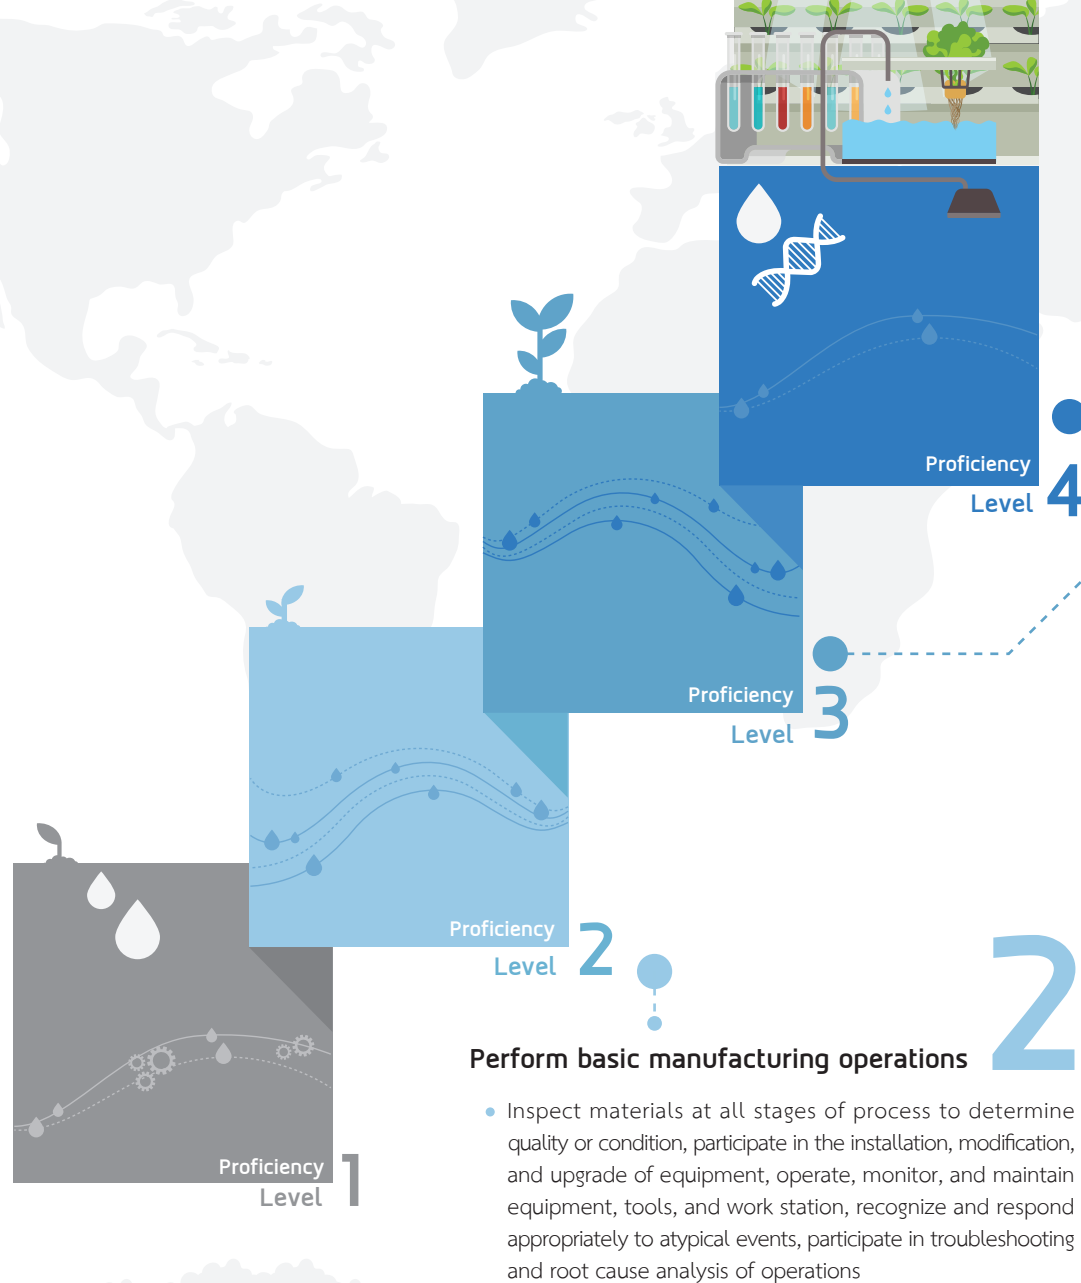 Proficiency
Level 4
Proficiency
Level 3
Proficiency
Level 2
2
Perform basic manufacturing operations
• Inspect materials at all stages of process to determine
quality or condition, participate in the installation, modification,
and upgrade of equipment, operate, monitor, and maintain
equipment, tools, and work station, recognize and respond
appropriately to atypical events, participate in troubleshooting
and root cause analysis of operations
Proficiency
Level 1